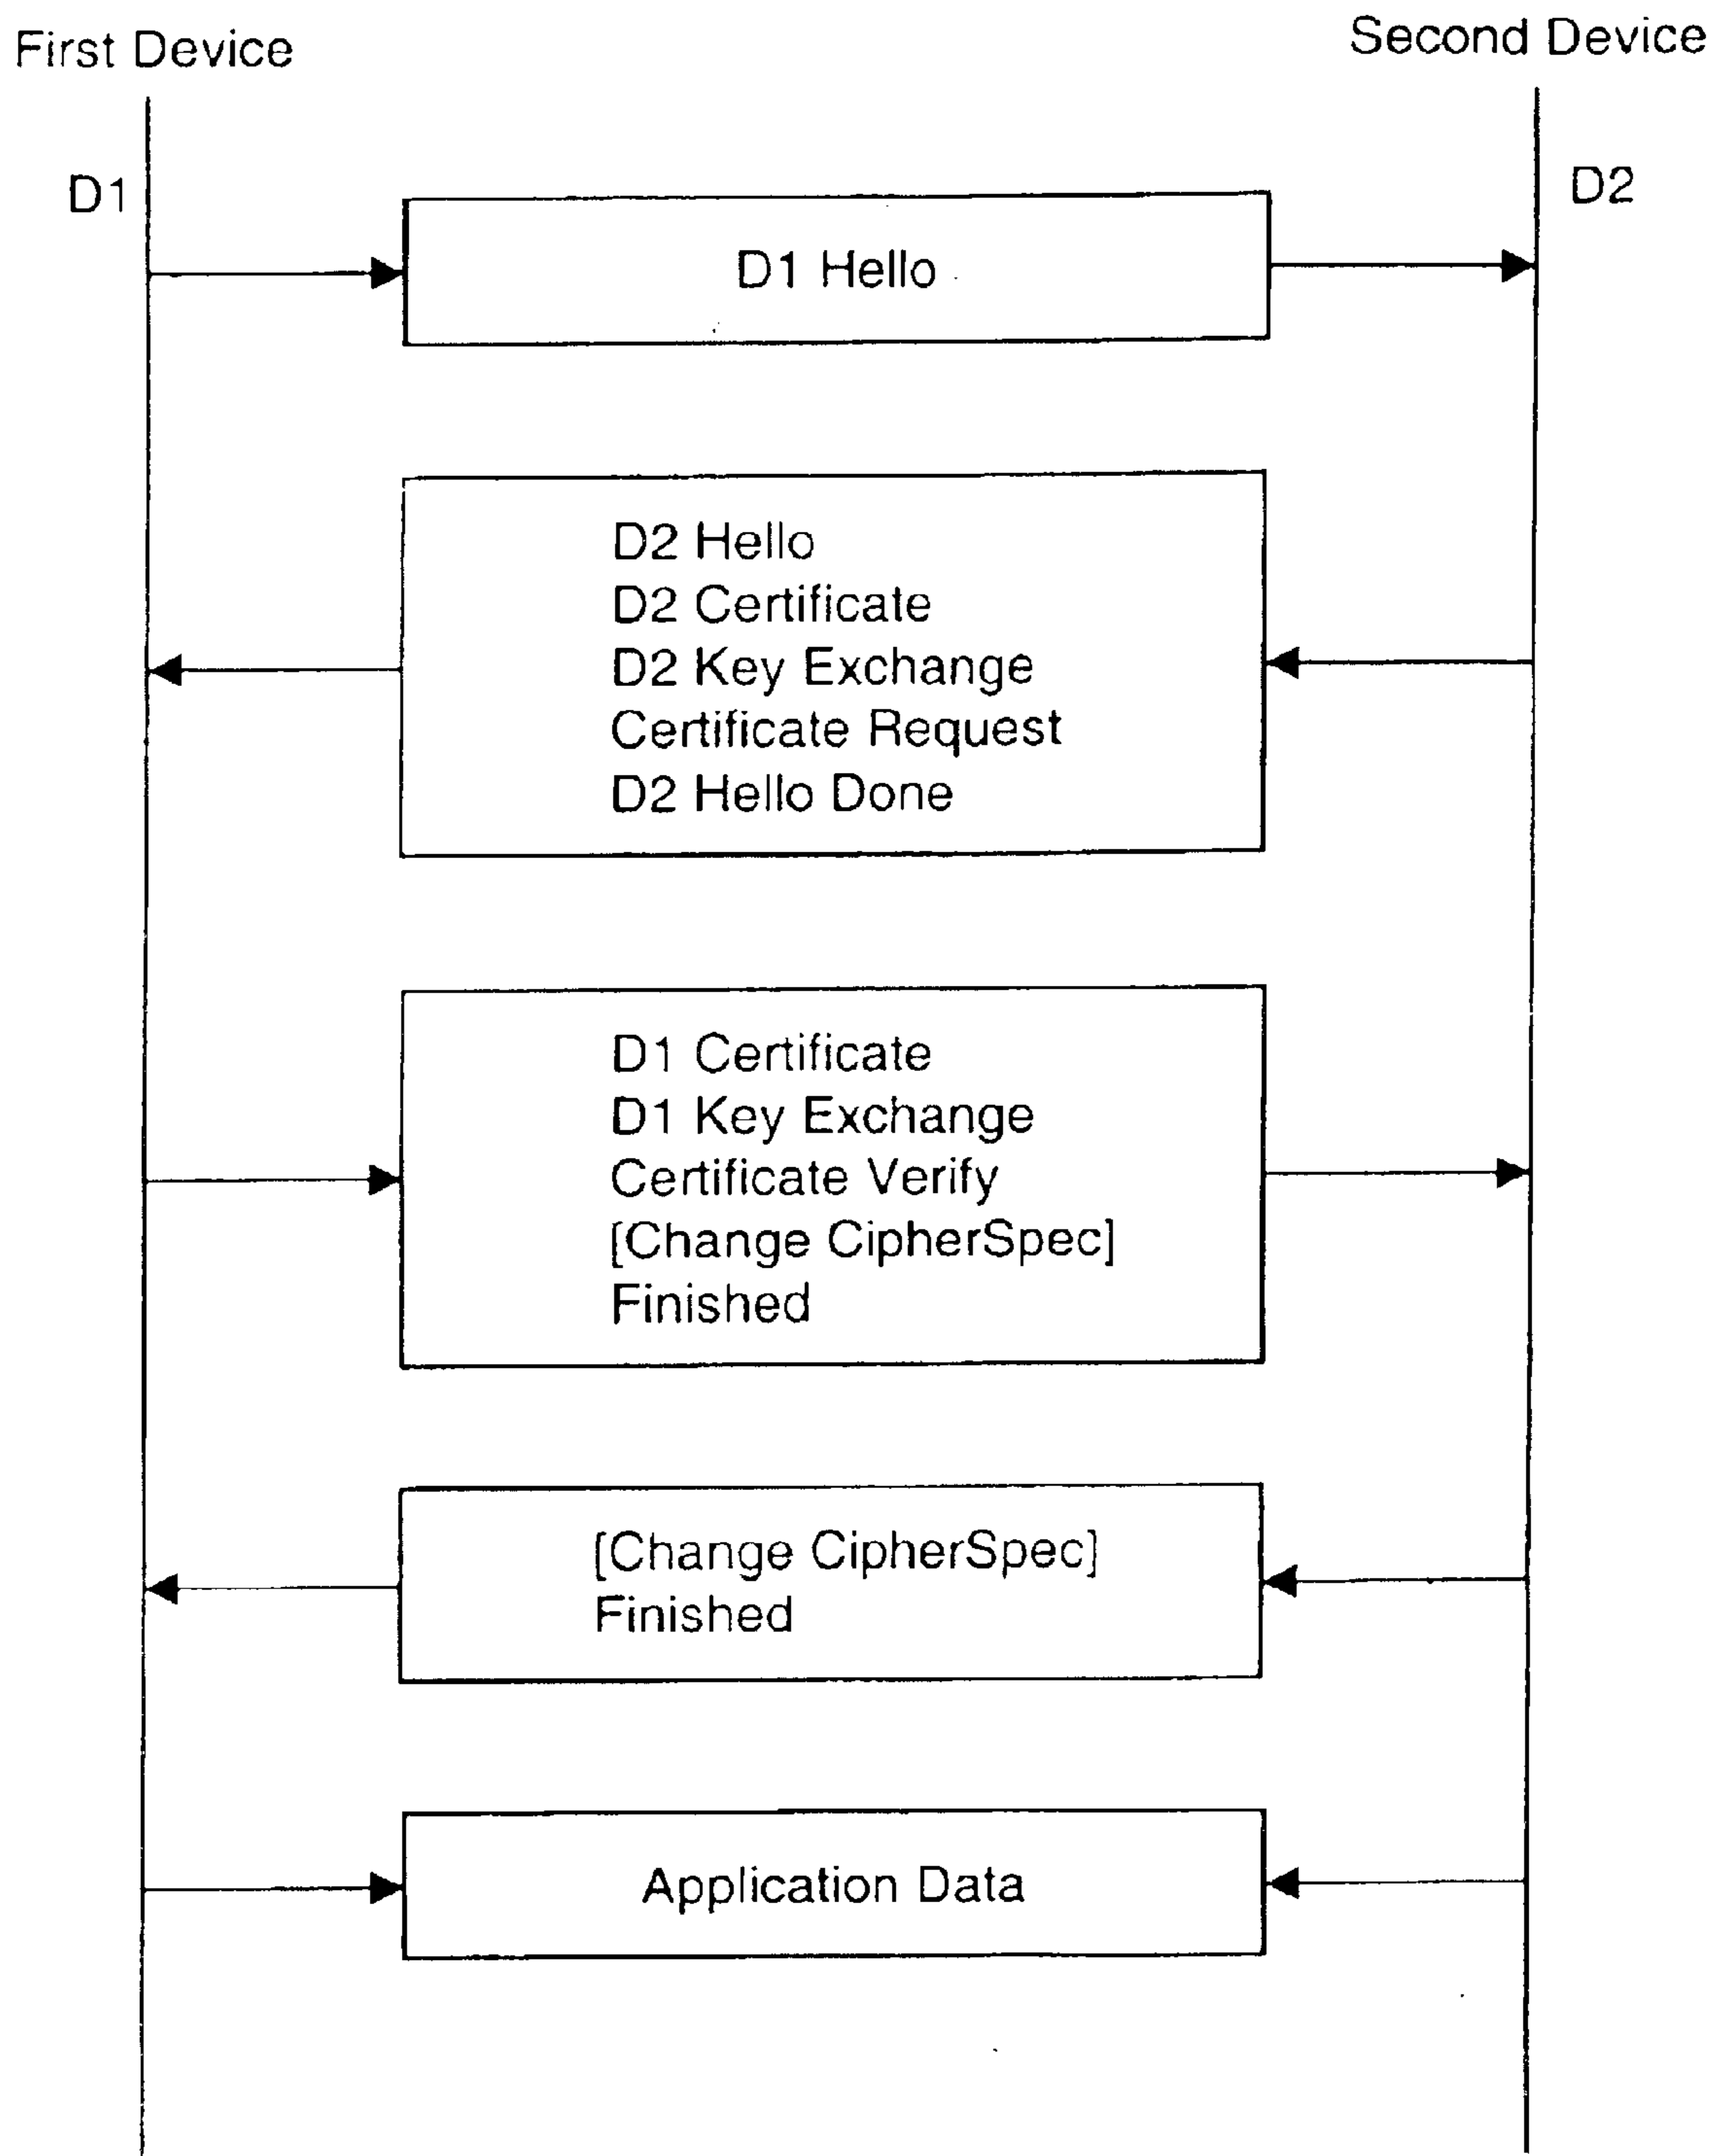 First Device
Second Device
D1
D2
D1 Hello
D2 Hello
D2 Certificate
D2 Key Exchange
Certificate Request
D2 Hello Done
D1 Certificate
D1 Key Exchange
Certificate Verify
[Change CipherSpec]
Finished
[Change CipherSpec]
Finished
Application Data